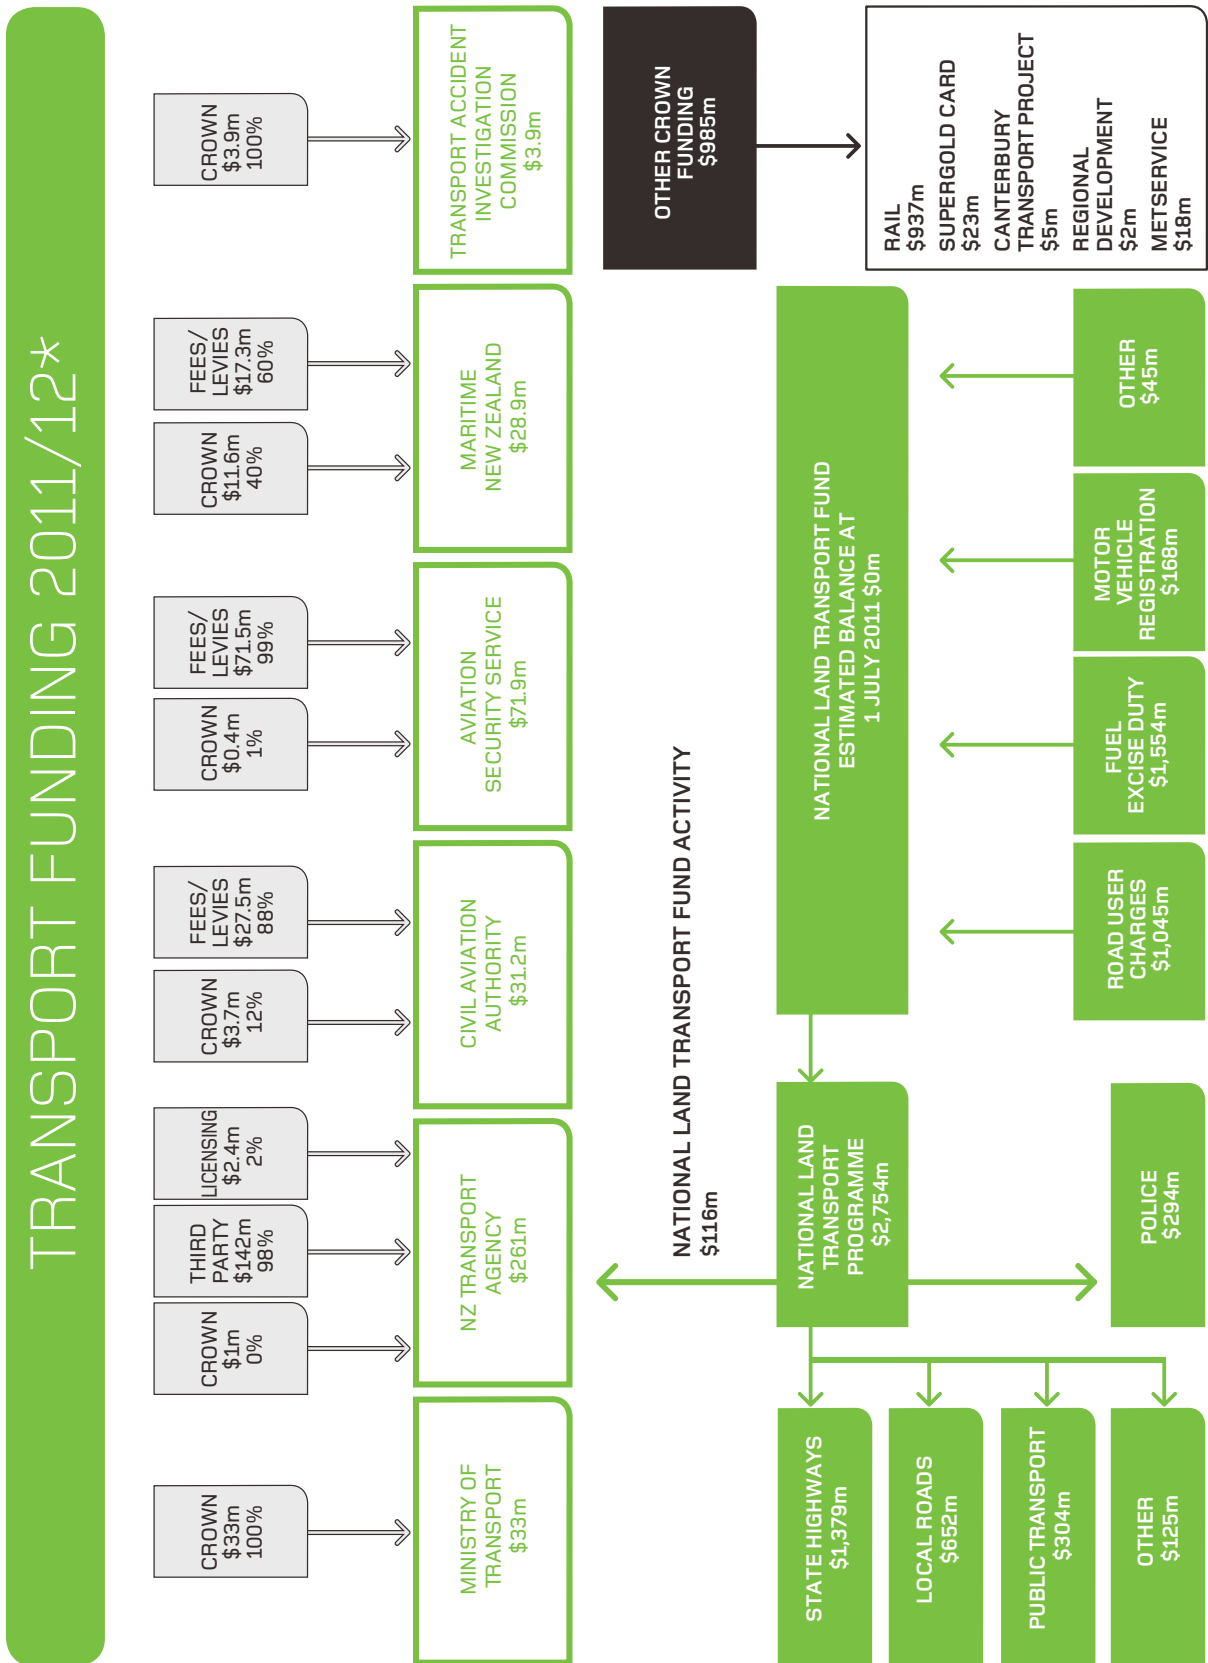 TRANSPORT FUNDING 2011/12*
CROWN
$33m
100%
CROWN
$1m
0%
THIRD
PARTY
$142m
98%
LICENSING
$2.4m
2%
CROWN
$3.7m
12%
FEES/
LEVIES
$27.5m
88%
CROWN
$0.4m
1%
FEES/
LEVIES
$71.5m
99%
CROWN
$11.6m
40%
FEES/
LEVIES
$17.3m
60%
CROWN
$3.9m
100%
MINISTRY OF
TRANSPORT
$33m
NZ TRANSPORT
AGENCY
$261m
CIVIL AVIATION
AUTHORITY
$31.2m
AVIATION
SECURITY SERVICE
$71.9m
MARITIME
NEW ZEALAND
$28.9m
TRANSPORT ACCIDENT
INVESTIGATION
COMMISSION
$3.9m
NATIONAL LAND TRANSPORT FUND ACTIVITY
$116m
OTHER CROWN
FUNDING
$985m
STATE HIGHWAYS
$1,379m
LOCAL ROADS
$652m
PUBLIC TRANSPORT
$304m
OTHER
$125m
NATIONAL LAND
TRANSPORT
PROGRAMME
$2,754m
POLICE
$294m
NATIONAL LAND TRANSPORT FUND
ESTIMATED BALANCE AT
1 JULY 2011 $0m
ROAD USER
CHARGES
$1,045m
FUEL
EXCISE DUTY
$1,554m
MOTOR
VEHICLE
REGISTRATION
$168m
OTHER
$45m
RAIL
$937m
SUPERGOLD CARD
$23m
CANTERBURY
TRANSPORT PROJECT
$5m
REGIONAL
DEVELOPMENT
$2m
METSERVICE
$18m